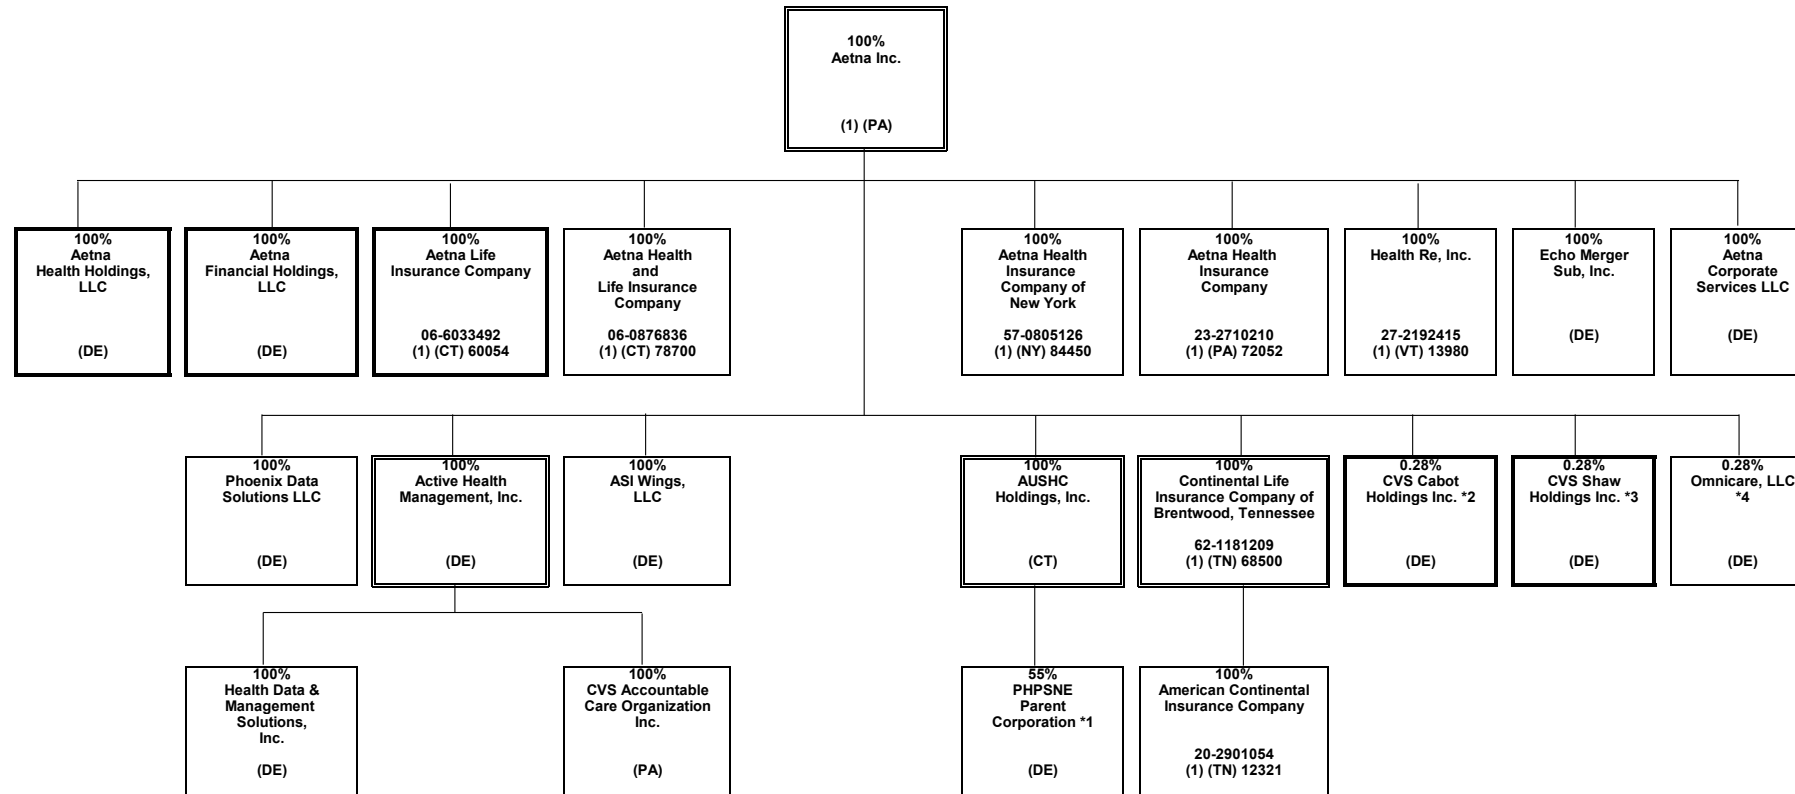 100%
Aetna Inc.
(1) (PA)
100%
Aetna
Health Holdings,
LLC
(DE)
100%
Aetna
Financial Holdings,
LLC
(DE)
100%
Aetna Life
Insurance Company
06-6033492
(1) (CT) 60054
100%
Aetna Health
and
Life Insurance
Company
06-0876836
(1) (CT) 78700
100%
Aetna Health
Insurance
Company of
New York
57-0805126
(1) (NY) 84450
100%
Aetna Health
Insurance
Company
23-2710210
(1) (PA) 72052
100%
Health Re, Inc.
27-2192415
(1) (VT) 13980
100%
Echo Merger
Sub, Inc.
(DE)
100%
Aetna
Corporate
Services LLC
(DE)
100%
Phoenix Data
Solutions LLC
(DE)
100%
Active Health
Management, Inc.
(DE)
100%
ASI Wings,
LLC
(DE)
100%
AUSHC
Holdings, Inc.
(CT)
100%
Continental Life
Insurance Company of
Brentwood, Tennessee
62-1181209
(1) (TN) 68500
0.28%
CVS Cabot
Holdings Inc. *2
(DE)
0.28%
CVS Shaw
Holdings Inc. *3
(DE)
0.28%
Omnicare, LLC
*4
(DE)
100%
Health Data &
Management
Solutions,
Inc.
(DE)
100%
CVS Accountable
Care Organization
Inc.
(PA)
55%
PHPSNE
Parent
Corporation *1
(DE)
100%
American Continental
Insurance Company
20-2901054
(1) (TN) 12321